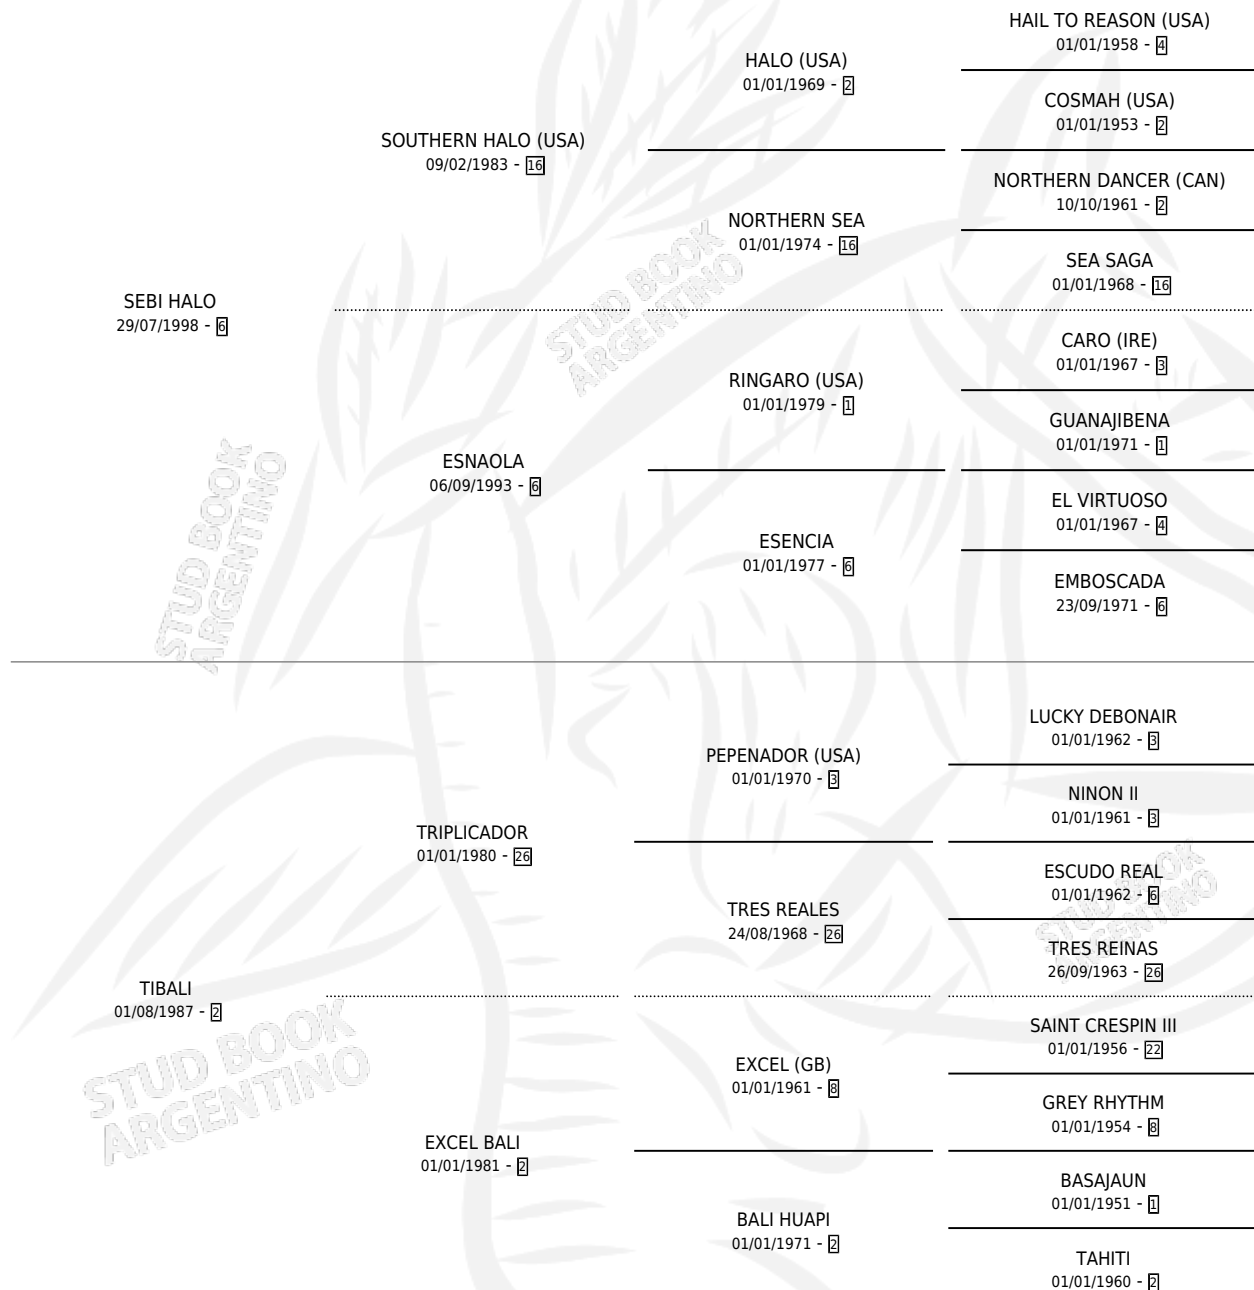 HAIL TO REASON (USA)
01/01/1958 - 4
HALO (USA)
01/01/1969 - 2
COSMAH (USA)
01/01/1953 - 2
SOUTHERN HALO (USA)
09/02/1983 - 16
NORTHERN DANCER (CAN)
10/10/1961 - 2
NORTHERN SEA
01/01/1974 - 16
SEA SAGA
01/01/1968 - 16
SEBI HALO
29/07/1998 - 6
STUD BOOK
ARGENTINO
CARO (IRE)
01/01/1967 - 3
RINGARO (USA)
01/01/1979 - 1
GUANAJIBENA
01/01/1971 - 1
ESNAOLA
06/09/1993 - 6
EL VIRTUOSO
01/01/1967 - 4
ESENCIA
01/01/1977 - 6
EMBOSCADA
23/09/1971 - 6
STUD BOOK
ARGENTINO
LUCKY DEBONAIR
01/01/1962 - 3
PEPENADOR (USA)
01/01/1970 - 3
NINON II
01/01/1961 - 3
TRIPLICADOR
01/01/1980 - 26
ESCUDO REAL
01/01/1962 - 6
TRES REALES
24/08/1968 - 26
STUD BOOK
ARGENTINO
TRES REINAS
26/09/1963 - 26
TIBALI
01/08/1987 - 2
SAINT CRESPIN III
01/01/1956 - 22
EXCEL (GB)
01/01/1961 - 8
STUD BOOK
ARGENTINO
GREY RHYTHM
01/01/1954 - 8
EXCEL BALI
01/01/1981 - 2
BASAJAUN
01/01/1951 - 1
BALI HUAPI
01/01/1971 - 2
TAHITI
01/01/1960 - 2